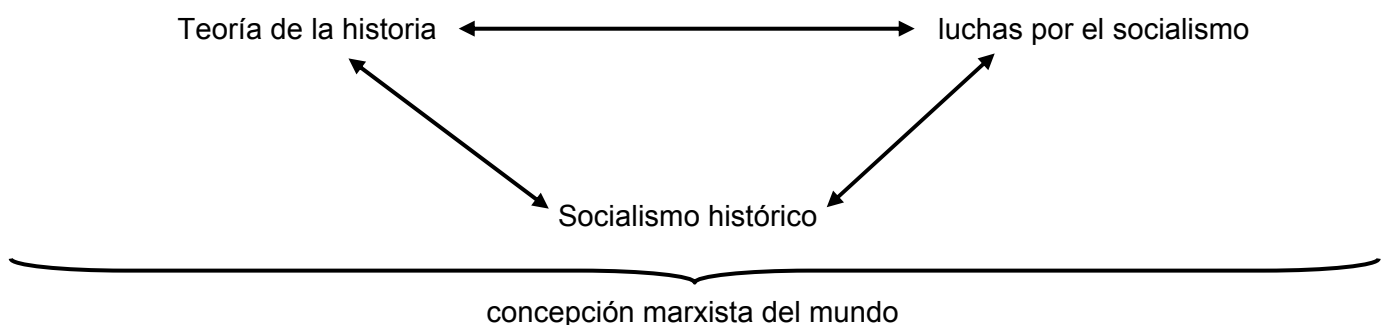 Teoría de la historia luchas por el socialismo
Socialismo histórico
concepción marxista del mundo